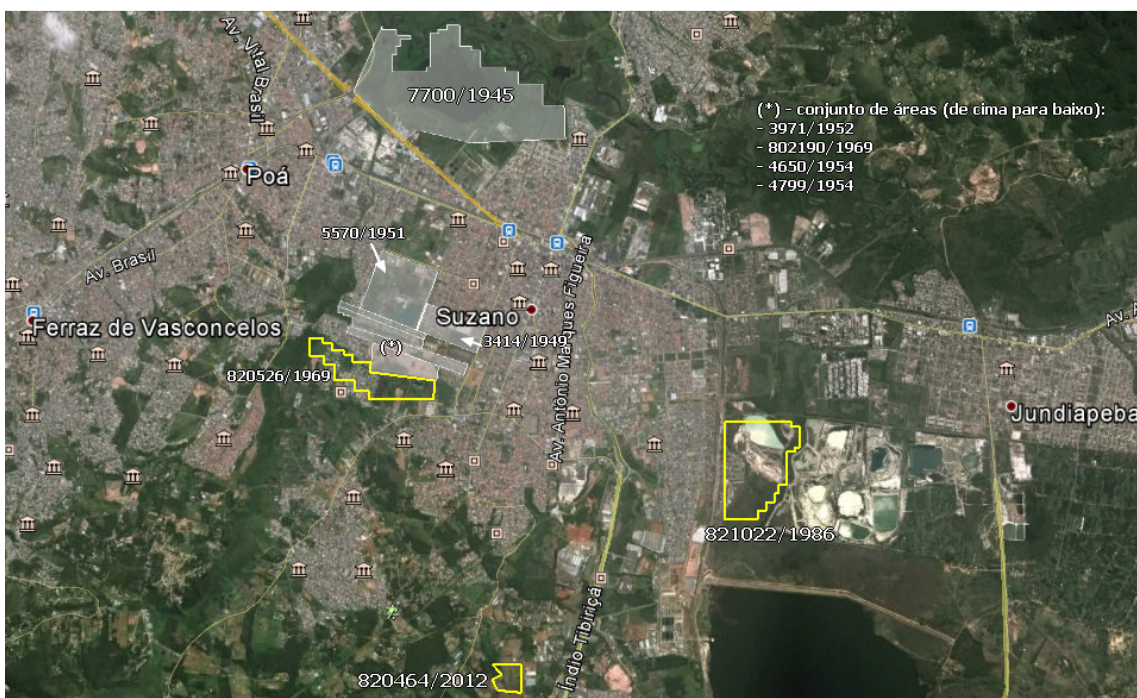 Av. Vital Brasil
7700/1945
(*) - conjunto de áreas (de cima para baixo):
- 3971/1952
- 802190/1969
- 4650/1954
- 4799/1954
Poá
5570/1951
Av. Brasil
Av. Antônio Marques Figueira
Suzano
Ferraz de Vasconcelos
3414/1949
(*)
820526/1969
Av. A
Jundiapeba
821022/1986
Índio Tibiriçá
820464/2012